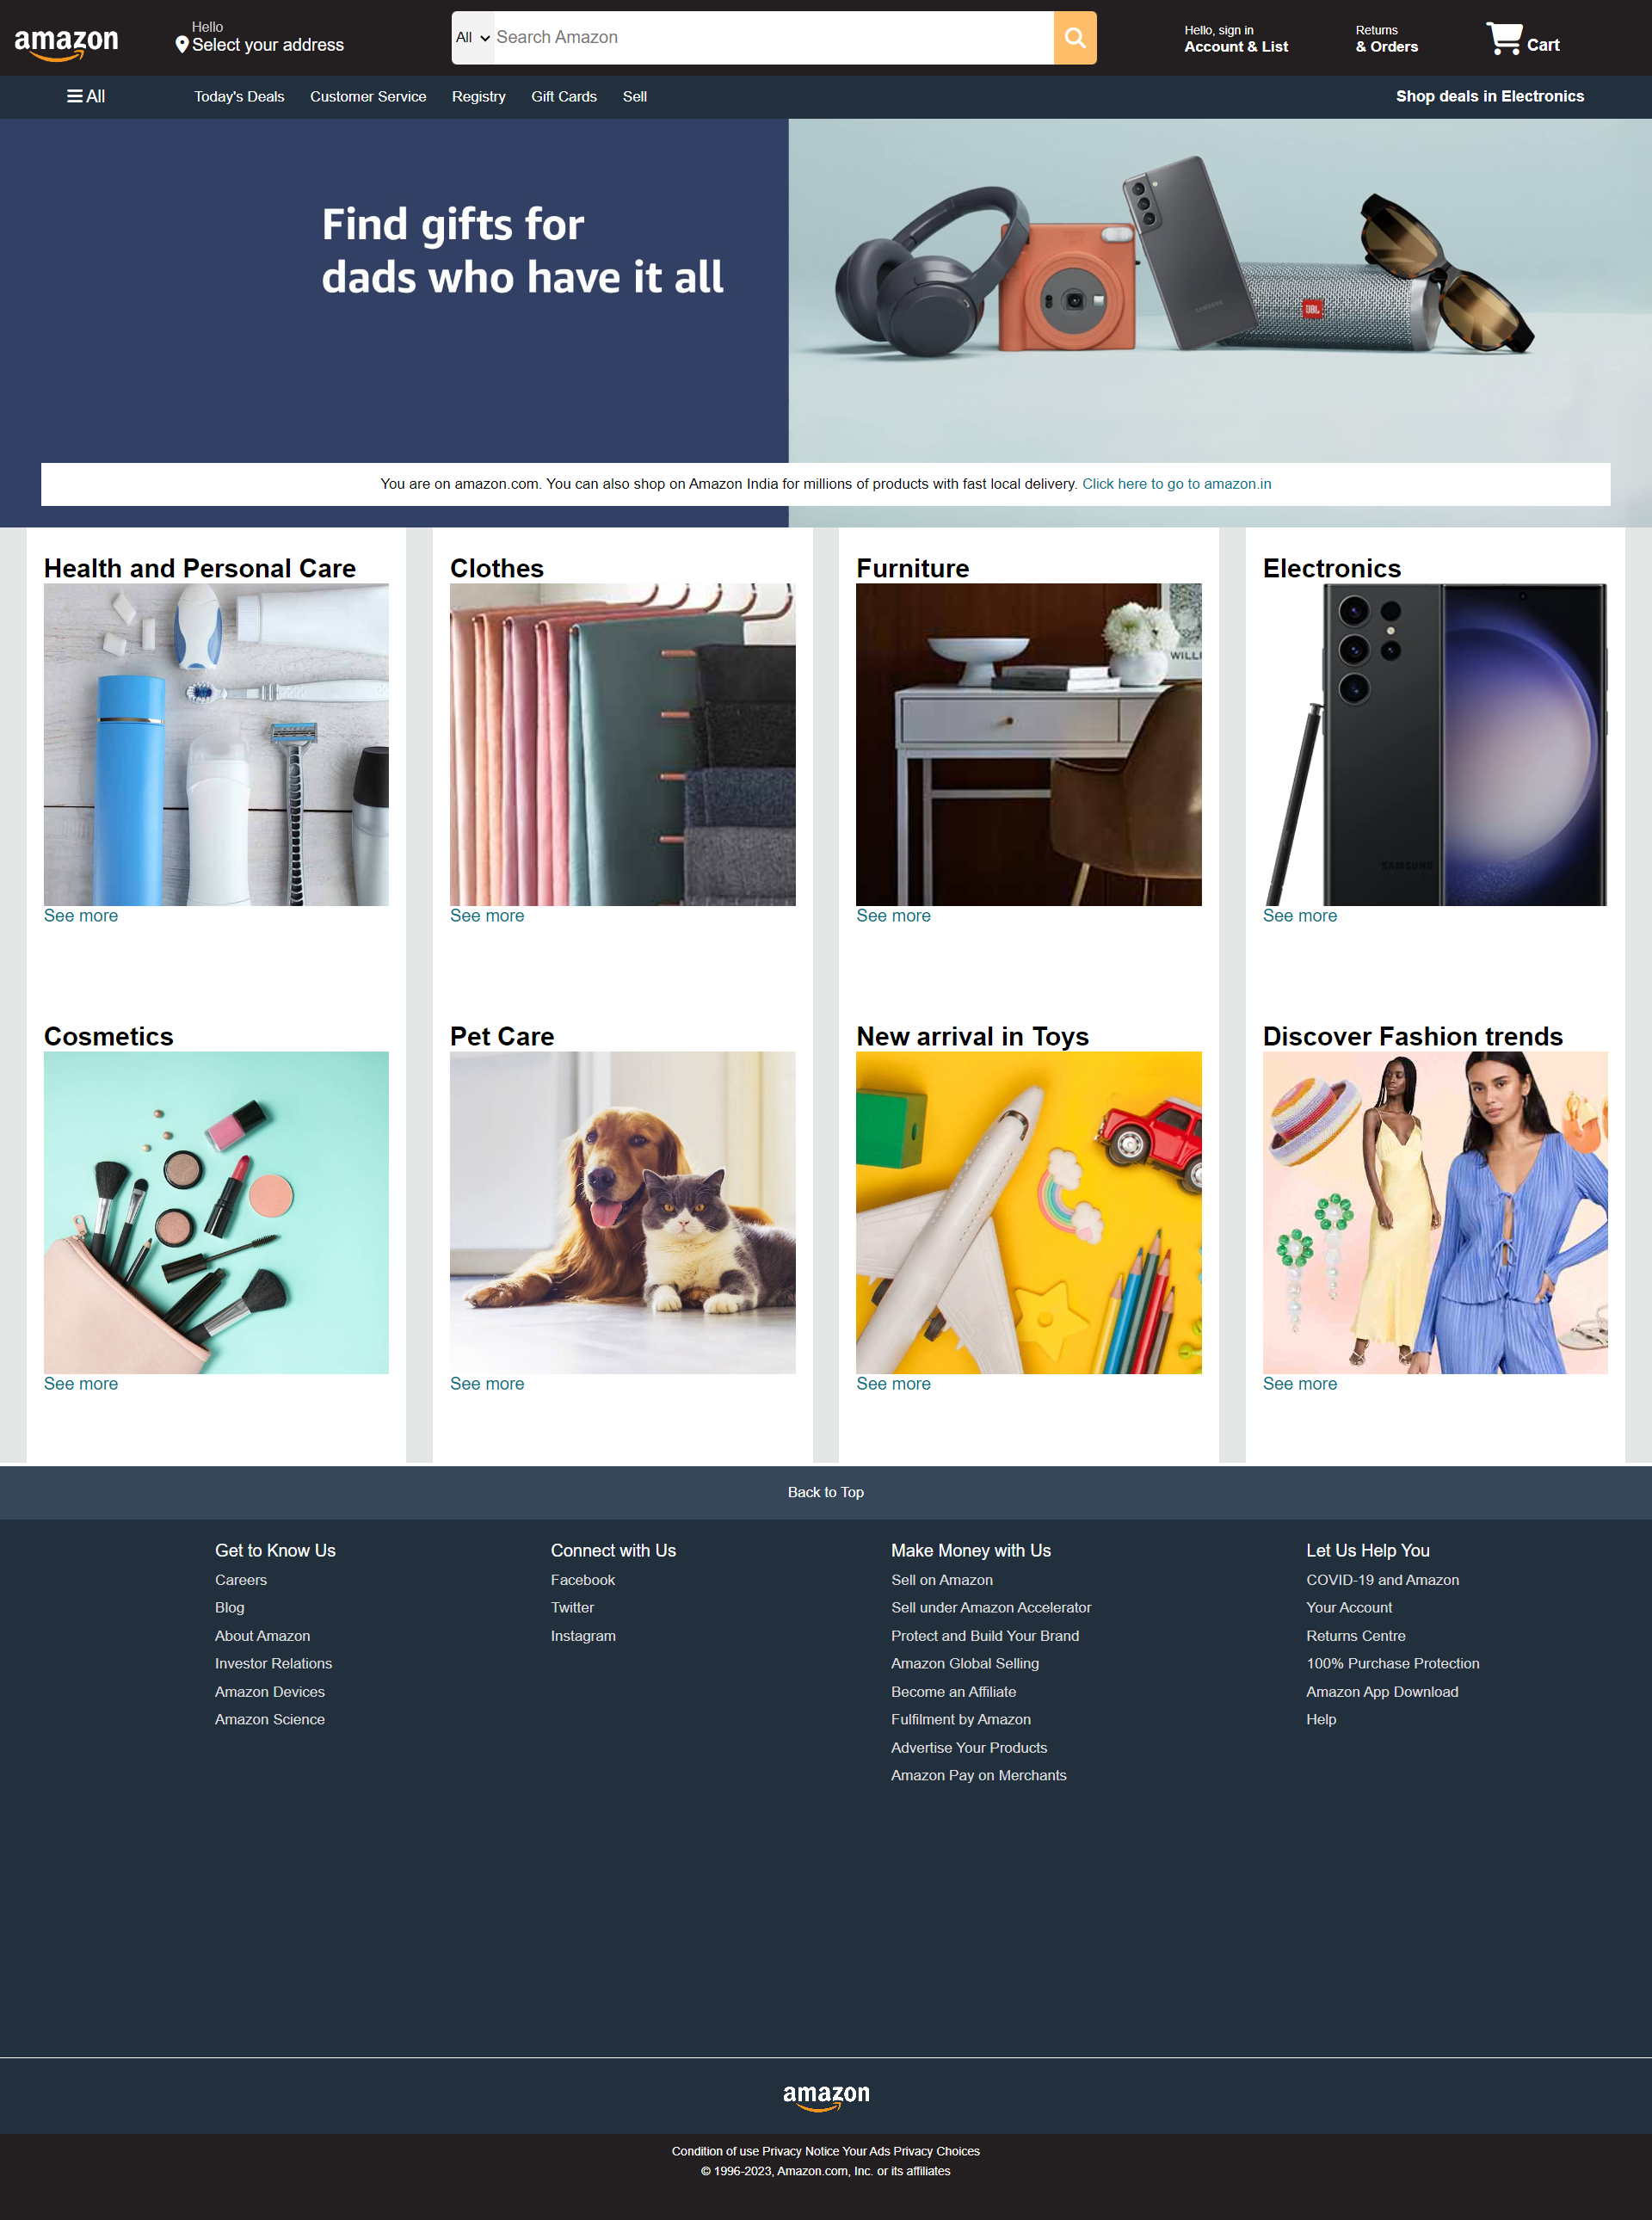 amazon
Hello
Select your address
All
Search Amazon
Hello, sign in
Account & List
Returns
& Orders
Cart
All
Today's Deals
Customer Service
Registry
Gift Cards
Sell
Shop deals in Electronics
Find gifts for
dads who have it all
SAMSUNG
JBL
You are on amazon.com. You can also shop on Amazon India for millions of products with fast local delivery. Click here to go to amazon.in
Health and Personal Care
See more
Clothes
See more
Furniture
WILLI
See more
Electronics
SAMSUNG
See more
Cosmetics
See more
Pet Care
See more
New arrival in Toys
See more
Discover Fashion trends
See more
Back to Top
Get to Know Us
Careers
Blog
About Amazon
Investor Relations
Amazon Devices
Amazon Science
Connect with Us
Facebook
Twitter
Instagram
Make Money with Us
Sell on Amazon
Sell under Amazon Accelerator
Protect and Build Your Brand
Amazon Global Selling
Become an Affiliate
Fulfilment by Amazon
Advertise Your Products
Amazon Pay on Merchants
Let Us Help You
COVID-19 and Amazon
Your Account
Returns Centre
100% Purchase Protection
Amazon App Download
Help
amazon
Condition of use Privacy Notice Your Ads Privacy Choices
© 1996-2023, Amazon.com, Inc. or its affiliates